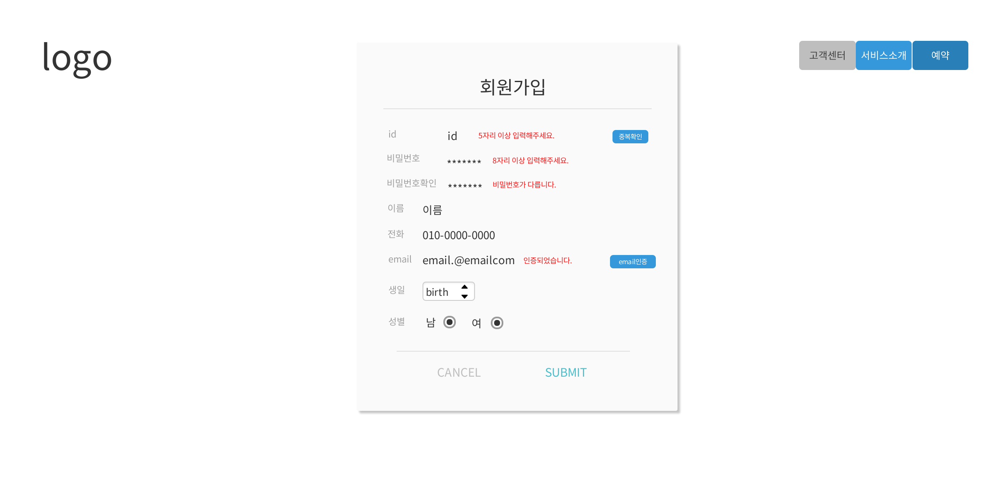 logo
고객센터 서비스소개 예약
회원가입
id id 5자리 이상 입력해주세요. 중복확인
비밀번호 ******* 8자리 이상 입력해주세요.
비밀번호확인 ******* 비밀번호가 다릅니다.
이름 이름
전화 010-0000-0000
email email.@emailcom 인증되었습니다. email인증
생일 birth
성별 남 여
CANCEL SUBMIT